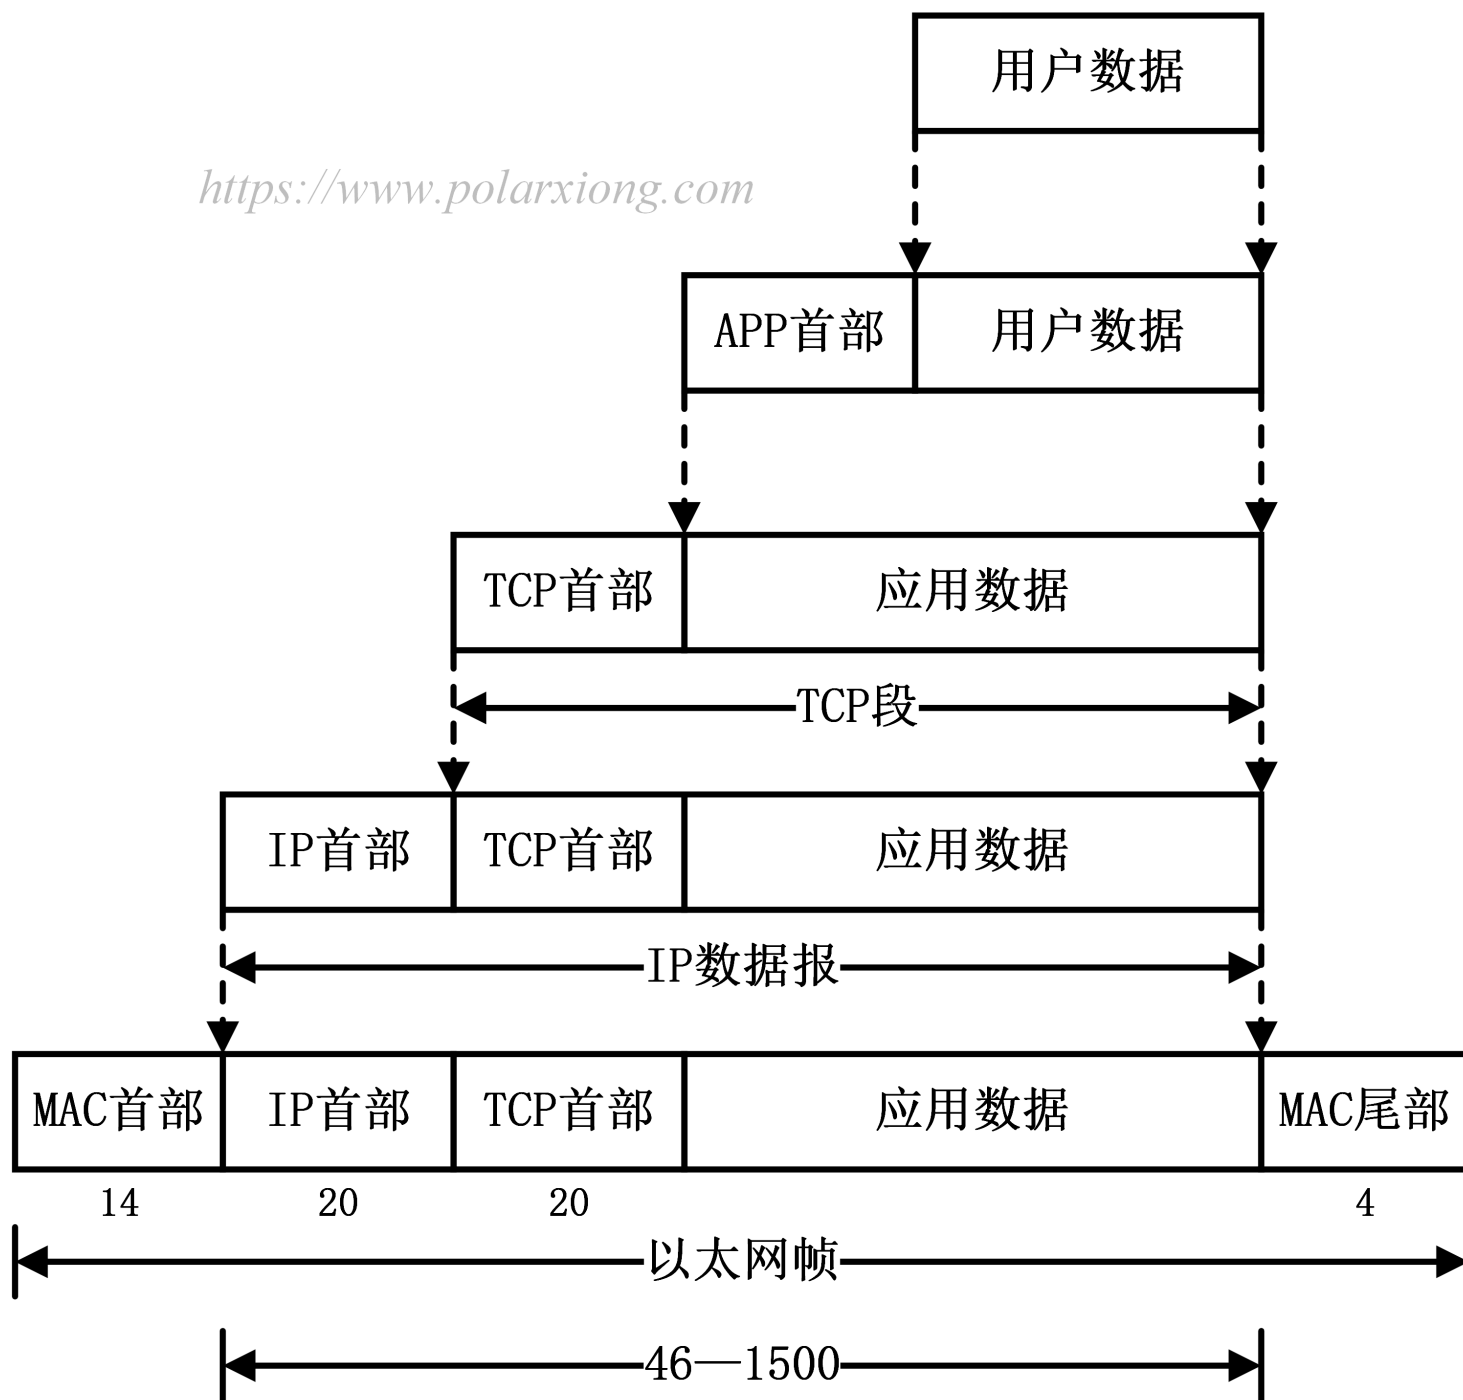 用户数据
https://www.polarxiong.com
APP首部 用户数据
TCP首部 应用数据
TCP段
IP首部 TCP首部 应用数据
IP数据报
MAC首部 IP首部 TCP首部 应用数据 MAC尾部
14 20 20 4
以太网帧
46—1500